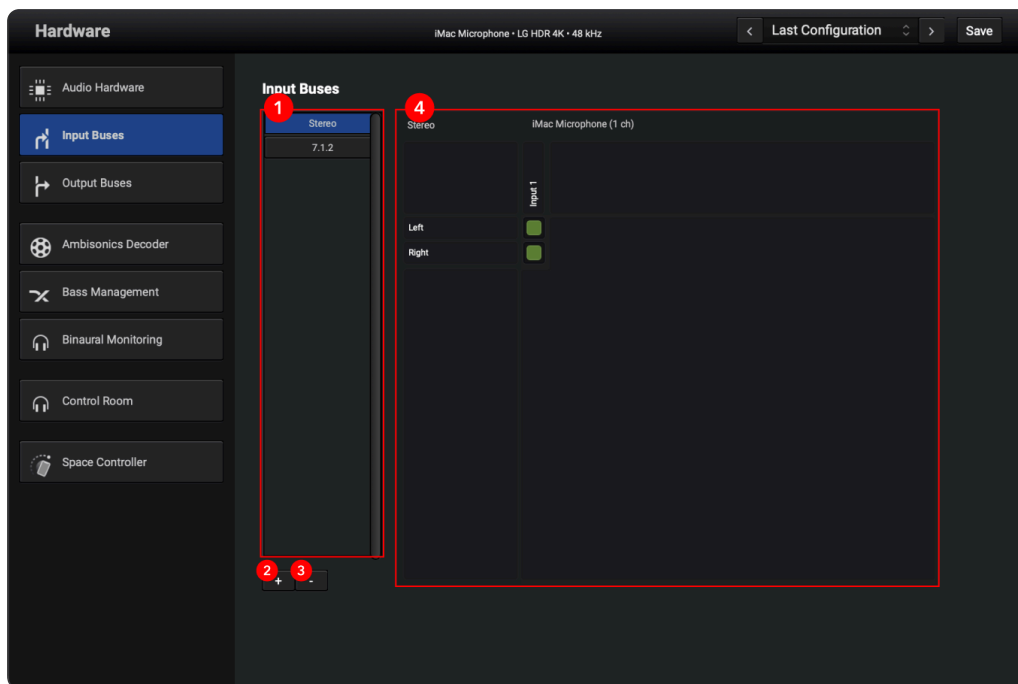 Hardware
iMac Microphone • LG HDR 4K • 48 kHz
< Last Configuration >
Save
Audio Hardware
Input Buses
Output Buses
Ambisonics Decoder
Bass Management
Binaural Monitoring
Control Room
Space Controller
Input Buses
1
Stereo
7.1.2
2
+
3
-
4
Stereo
iMac Microphone (1 ch)
Input 1
Left
Right